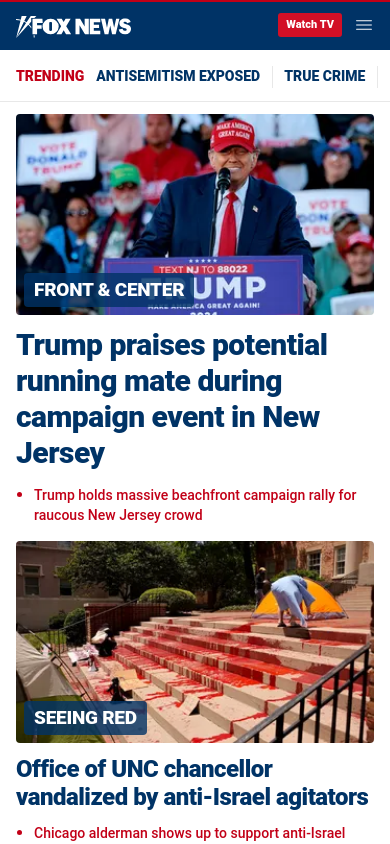 FOX NEWS
Watch TV
TRENDING ANTISEMITISM EXPOSED TRUE CRIME
MAKE AMERICA
GREAT AGAIN
VOTE
DONALD
TRUMP
VOTE
DONALD
TEXT NJ TO 88022
UMP
AMERICA GREAT AGAIN!
2024
FRONT & CENTER
Trump praises potential
running mate during
campaign event in New
Jersey
• Trump holds massive beachfront campaign rally for
raucous New Jersey crowd
SEEING RED
Office of UNC chancellor
vandalized by anti-Israel agitators
• Chicago alderman shows up to support anti-Israel